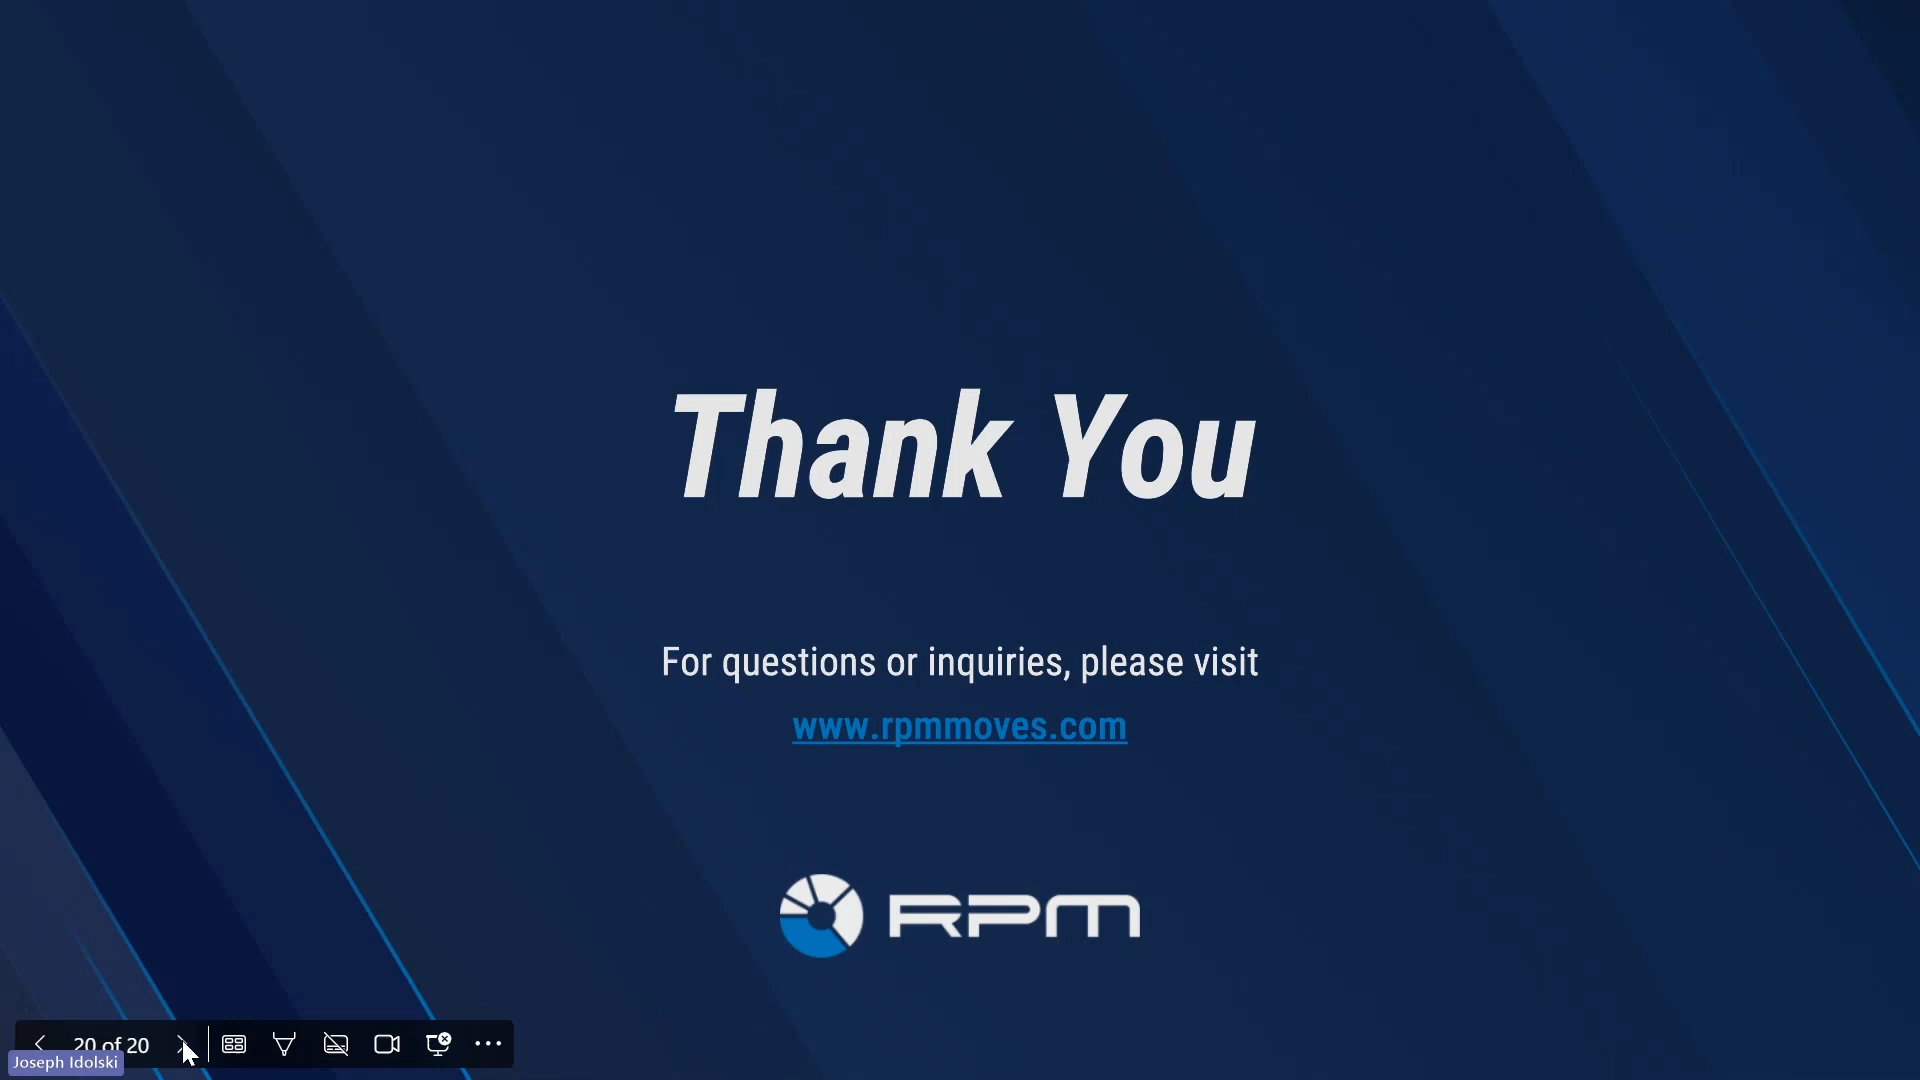 Thank You
For questions or inquiries, please visit
www.rpmmoves.com
RPM
20 of 20
Joseph Idolski